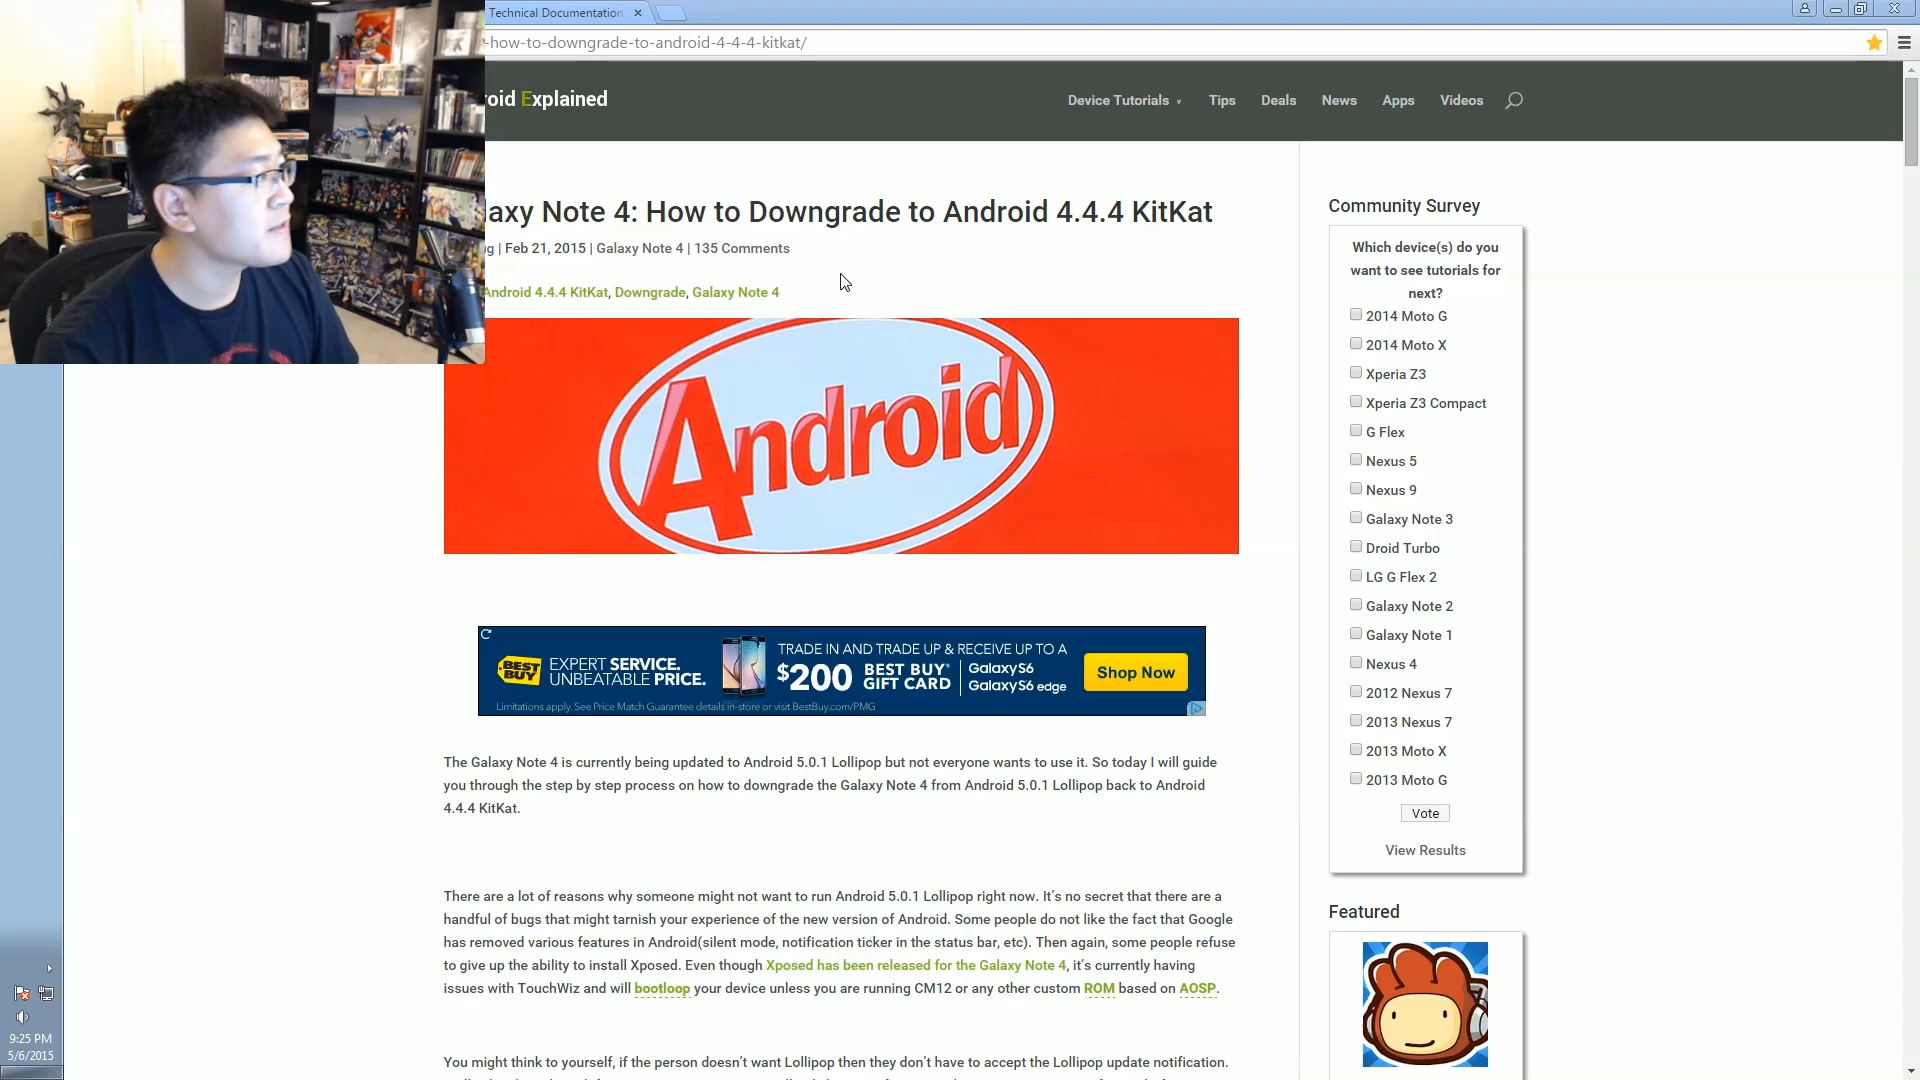 Technical Documentation
-how-to-downgrade-to-android-4-4-4-kitkat/
roid Explained
Device Tutorials
Tips
Deals
News
Apps
Videos
laxy Note 4: How to Downgrade to Android 4.4.4 KitKat
g | Feb 21, 2015 | Galaxy Note 4 | 135 Comments
Android 4.4.4 KitKat, Downgrade, Galaxy Note 4
Android
BEST BUY
EXPERT SERVICE.
UNBEATABLE PRICE.
TRADE IN AND TRADE UP & RECEIVE UP TO A
$200 BEST BUY GIFT CARD
Galaxy S6
Galaxy S6 edge
Shop Now
Limitations apply. See Price Match Guarantee details in-store or visit BestBuy.com/PMG
The Galaxy Note 4 is currently being updated to Android 5.0.1 Lollipop but not everyone wants to use it. So today I will guide
you through the step by step process on how to downgrade the Galaxy Note 4 from Android 5.0.1 Lollipop back to Android
4.4.4 KitKat.
There are a lot of reasons why someone might not want to run Android 5.0.1 Lollipop right now. It's no secret that there are a
handful of bugs that might tarnish your experience of the new version of Android. Some people do not like the fact that Google
has removed various features in Android(silent mode, notification ticker in the status bar, etc). Then again, some people refuse
to give up the ability to install Xposed. Even though Xposed has been released for the Galaxy Note 4, it's currently having
issues with TouchWiz and will bootloop your device unless you are running CM12 or any other custom ROM based on AOSP.
You might think to yourself, if the person doesn't want Lollipop then they don't have to accept the Lollipop update notification.
Community Survey
Which device(s) do you
want to see tutorials for
next?
2014 Moto G
2014 Moto X
Xperia Z3
Xperia Z3 Compact
G Flex
Nexus 5
Nexus 9
Galaxy Note 3
Droid Turbo
LG G Flex 2
Galaxy Note 2
Galaxy Note 1
Nexus 4
2012 Nexus 7
2013 Nexus 7
2013 Moto X
2013 Moto G
Vote
View Results
Featured
9:25 PM
5/6/2015